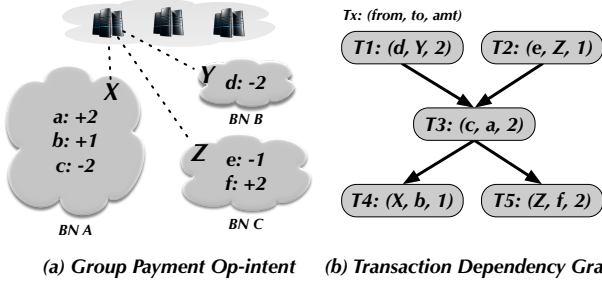 Tx: (from, to, amt)
T1: (d, Y, 2)
T2: (e, Z, 1)
T3: (c, a, 2)
T4: (X, b, 1)
T5: (Z, f, 2)
X
a: +2
b: +1
c: -2
BN A
Y
d: -2
BN B
Z
e: -1
f: +2
BN C
(a) Group Payment Op-intent
(b) Transaction Dependency Gra